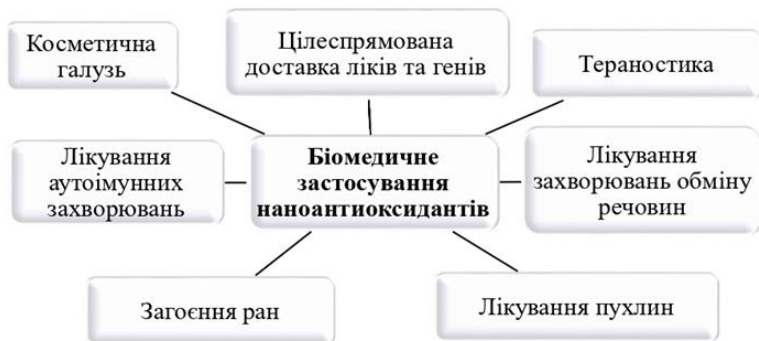 Косметична
галузь
Цілеспрямована
доставка ліків та генів
Тераностика
Лікування
аутоімунних
захворювань
Біомедичне
застосування
наноантиоксидантів
Лікування
захворювань обміну
речовин
Загоєння ран
Лікування пухлин